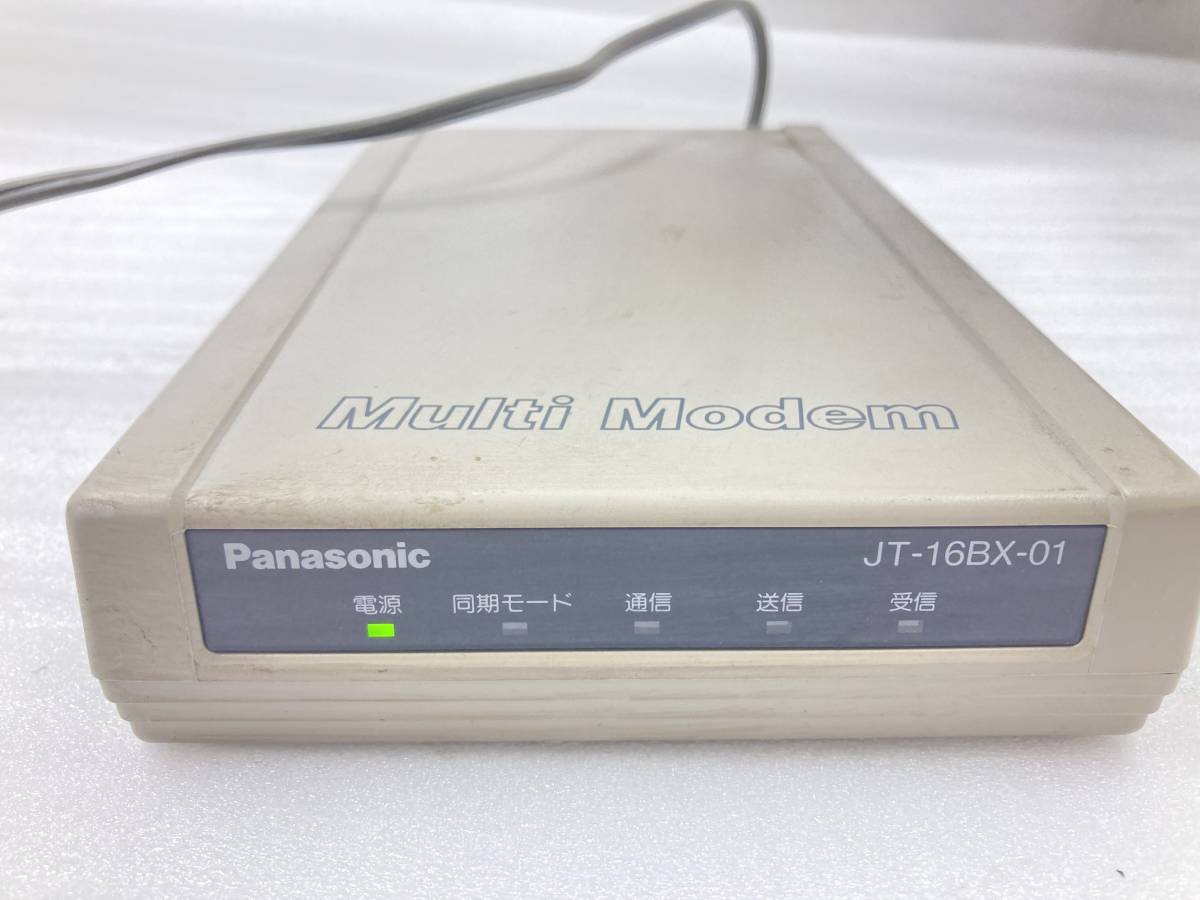 Multi Modem
Panasonic JT-16BX-01
電源 同期モード 通信 送信 受信